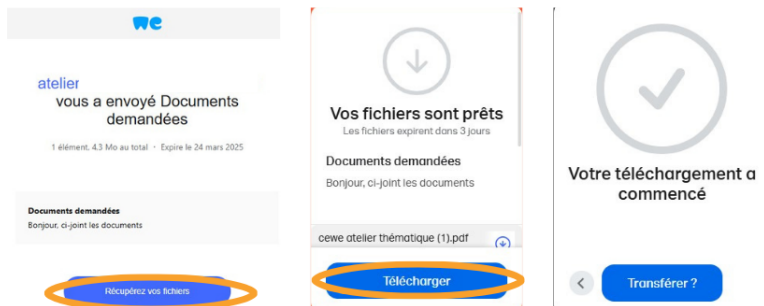 we
atelier
vous a envoyé Documents
demandées
1 élément, 4.3 Mo au total · Expire le 24 mars 2025
Documents demandées
Bonjour, ci-joint les documents
Récupérez vos fichiers
Vos fichiers sont prêts
Les fichiers expirent dans 3 jours
Documents demandées
Bonjour, ci-joint les documents
cewe atelier thématique (1).pdf
Télécharger
Votre téléchargement a
commencé
Transférer ?